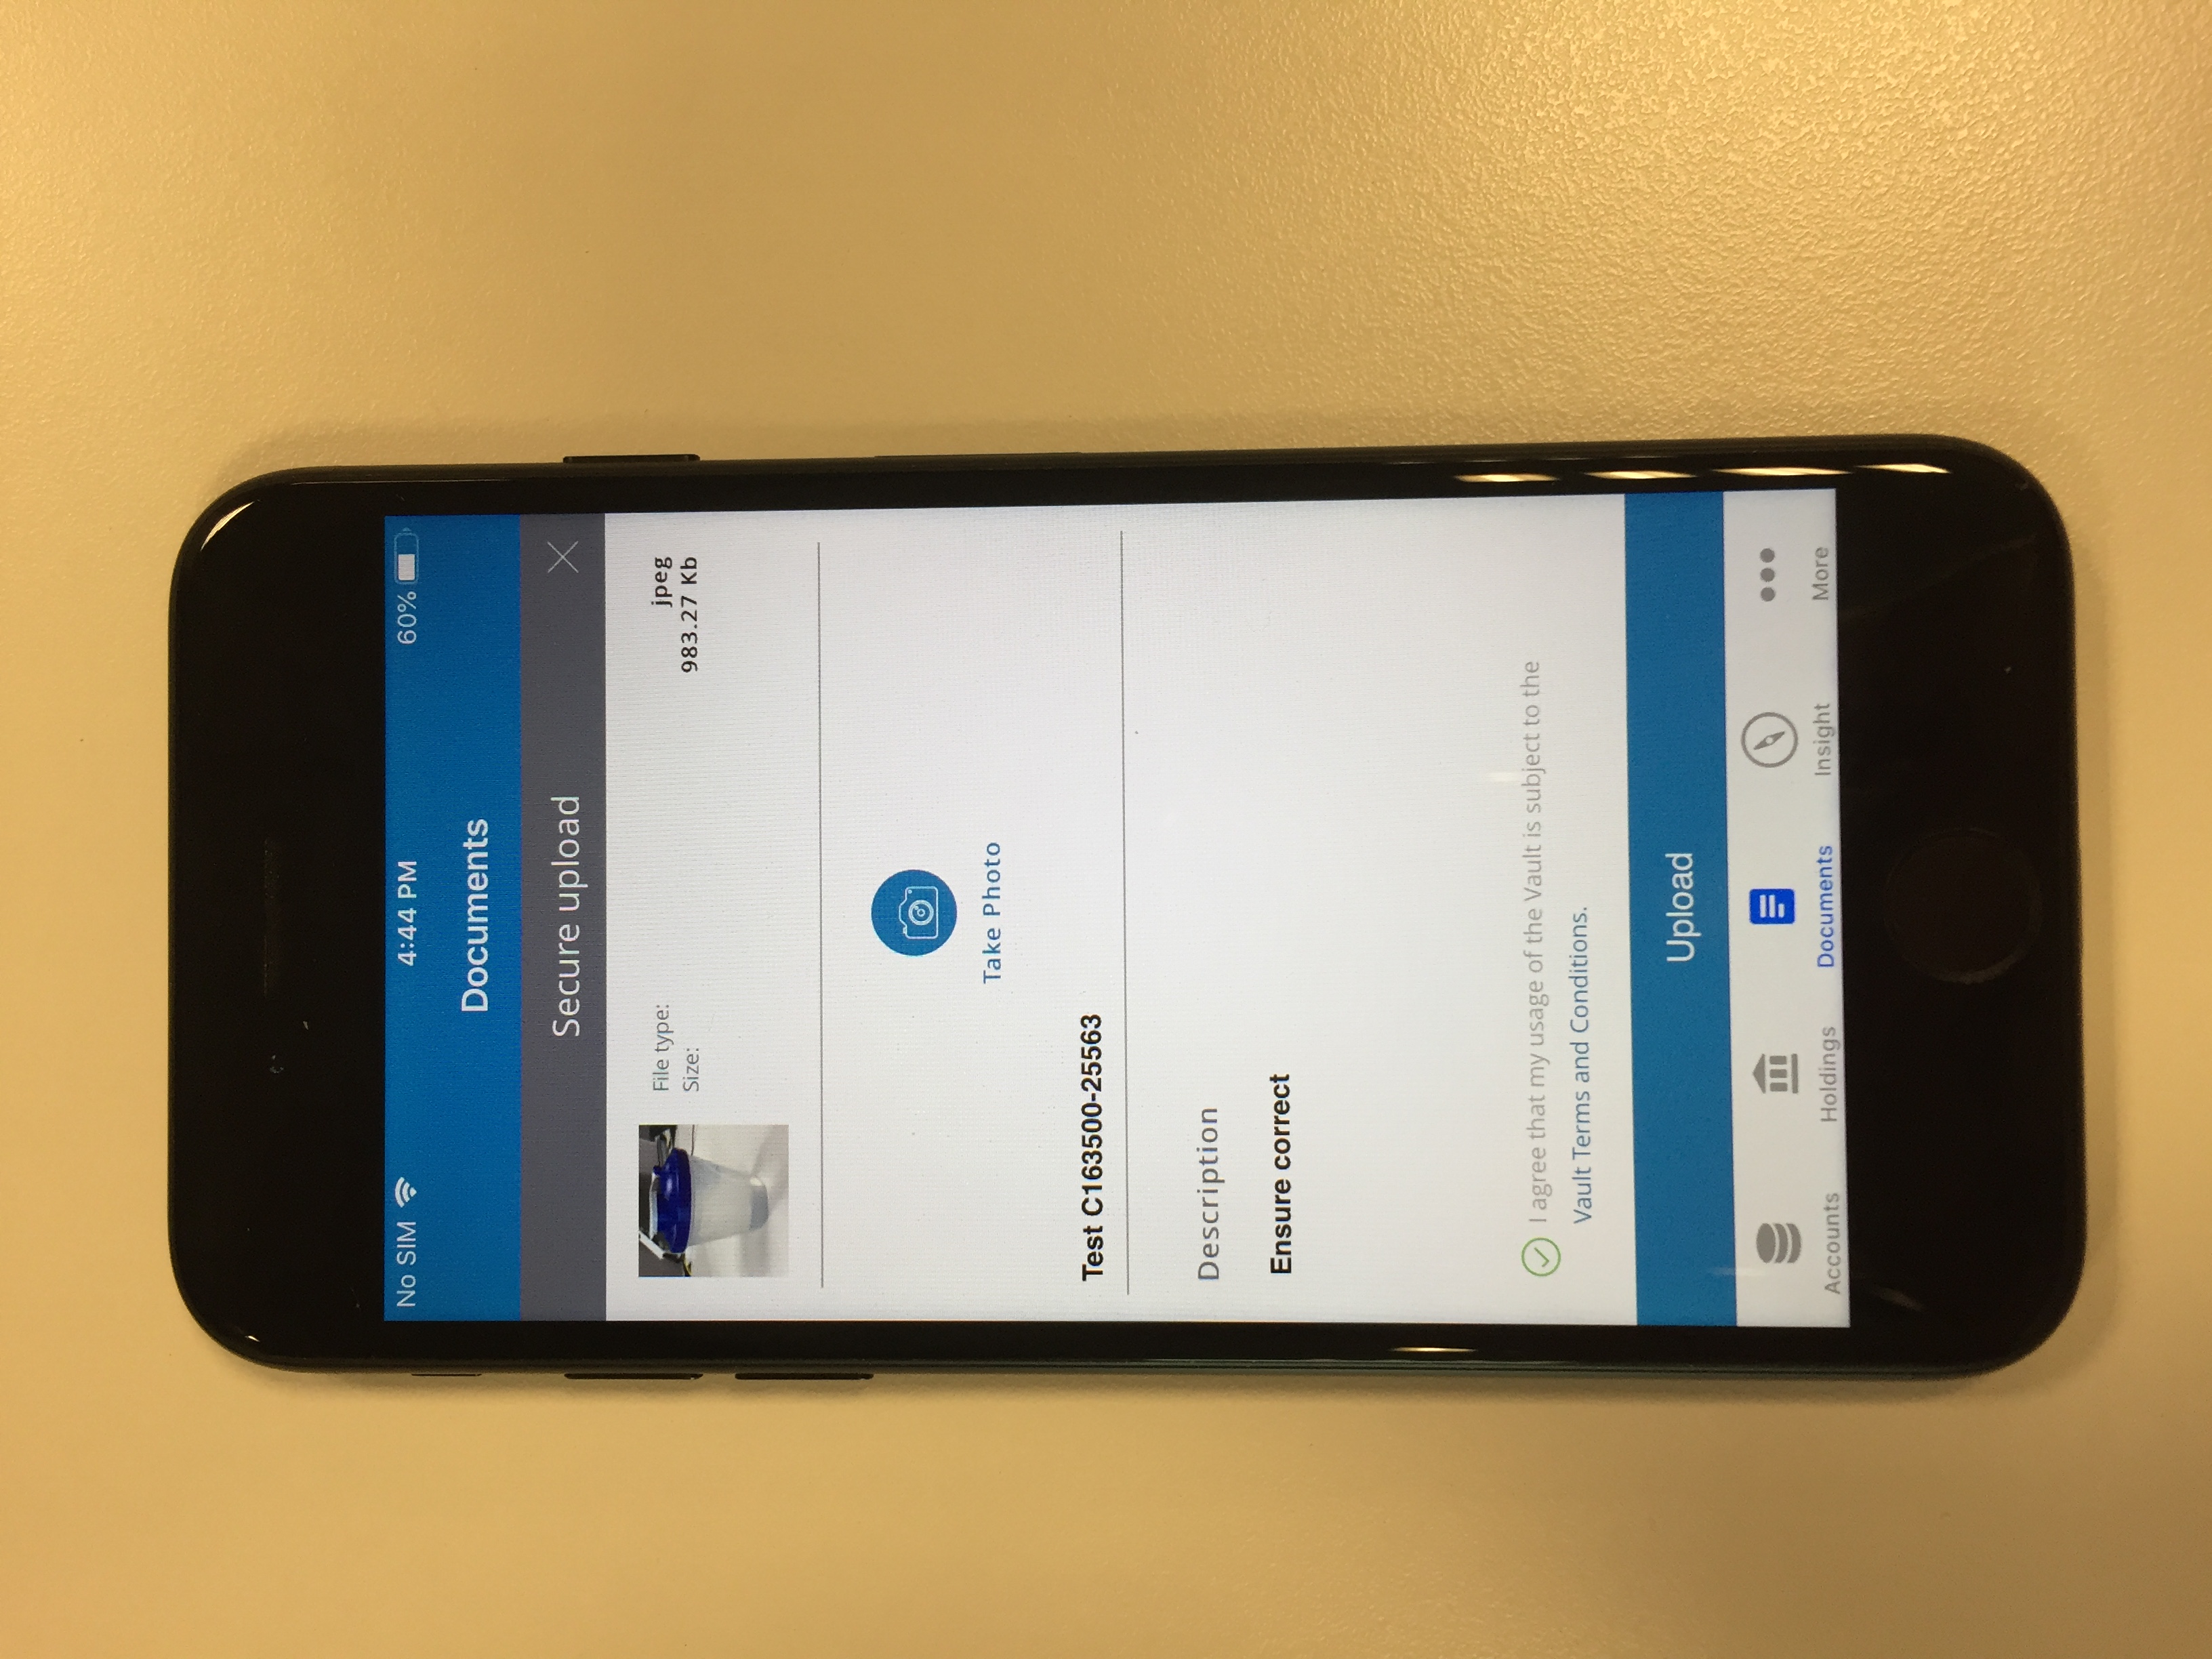 No SIM 4:44 PM 60%
Documents
Secure upload
File type: jpeg
Size: 983.27 Kb
Take Photo
Test C163500-25563
Description
Ensure correct
I agree that my usage of the Vault is subject to the
Vault Terms and Conditions.
Upload
Accounts Holdings Documents Insight More